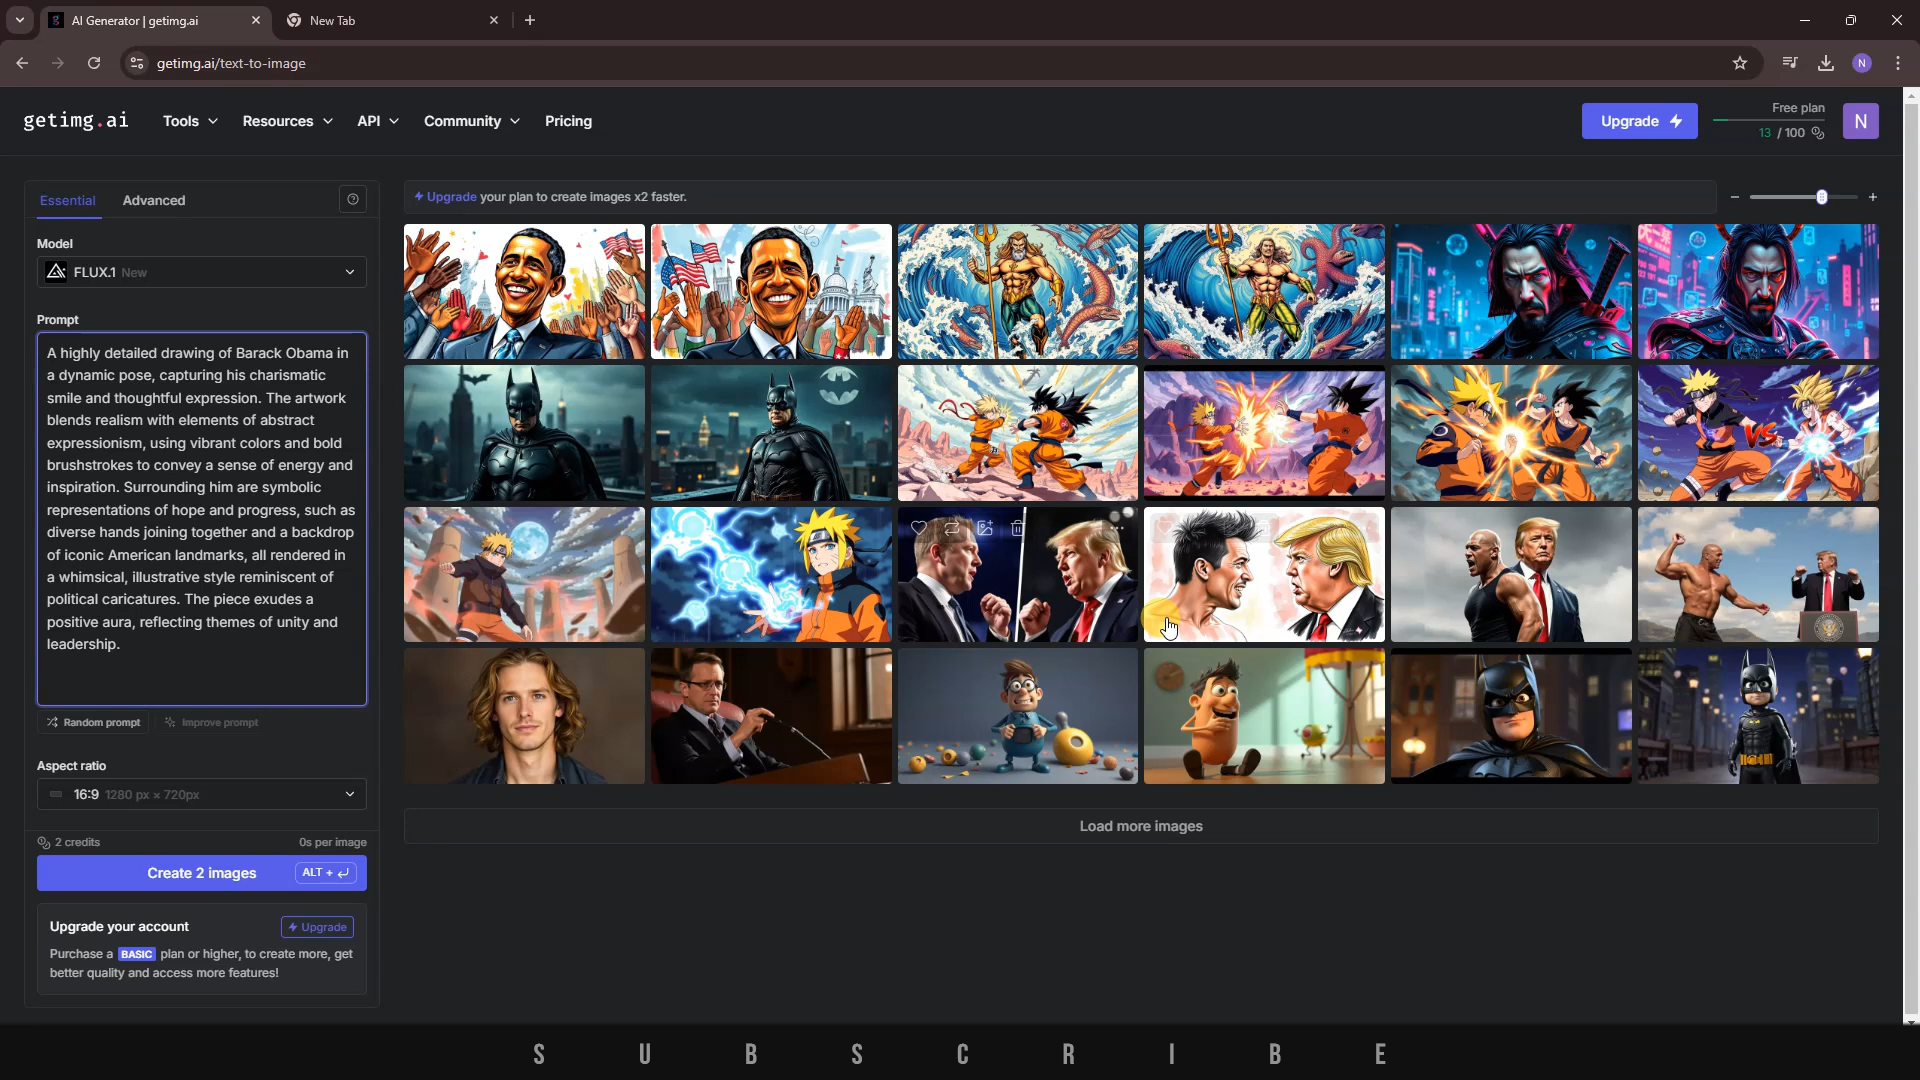 AI Generator | getimg.ai
New Tab
getimg.ai/text-to-image
N
getimg.ai
Tools
Resources
API
Community
Pricing
Upgrade
Free plan
13 / 100
N
Essential
Advanced
Upgrade your plan to create images x2 faster.
Model
FLUX.1 New
Prompt
A highly detailed drawing of Barack Obama in
a dynamic pose, capturing his charismatic
smile and thoughtful expression. The artwork
blends realism with elements of abstract
expressionism, using vibrant colors and bold
brushstrokes to convey a sense of energy and
inspiration. Surrounding him are symbolic
representations of hope and progress, such as
diverse hands joining together and a backdrop
of iconic American landmarks, all rendered in
a whimsical, illustrative style reminiscent of
political caricatures. The piece exudes a
positive aura, reflecting themes of unity and
leadership.
VS
Random prompt
Improve prompt
Aspect ratio
16:9 1280 px × 720px
2 credits
0s per image
Create 2 images
ALT +
Load more images
Upgrade your account
Upgrade
Purchase a BASIC plan or higher, to create more, get
better quality and access more features!
S U B S C R I B E